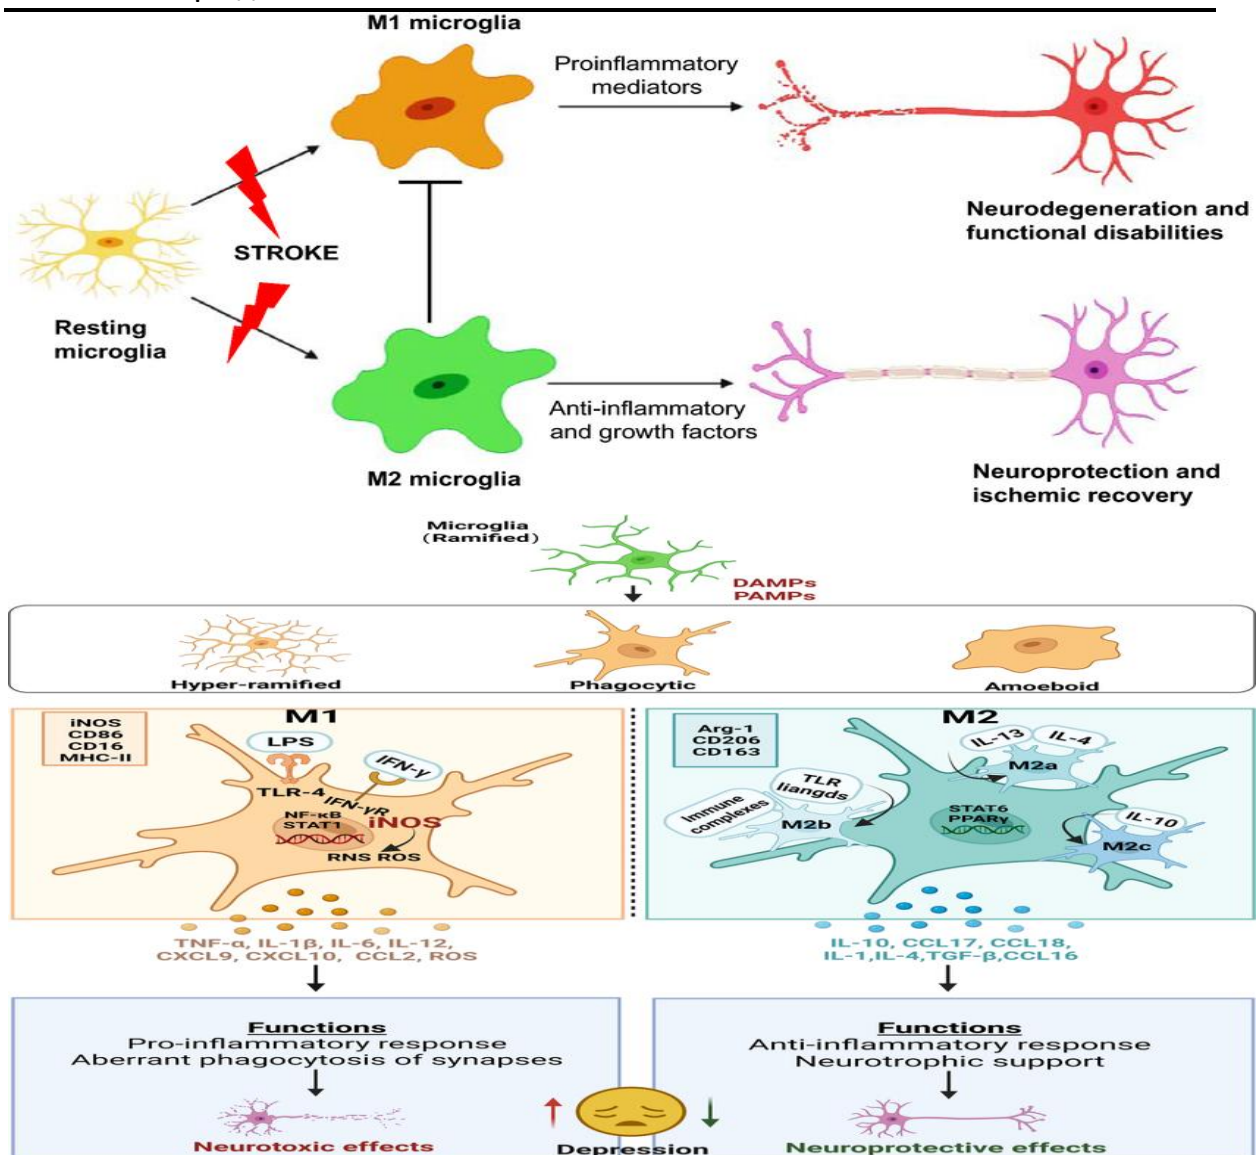 M1 microglia
Proinflammatory
mediators
Neurodegeneration and
functional disabilities
STROKE
Resting
microglia
Anti-inflammatory
and growth factors
M2 microglia
Neuroprotection and
ischemic recovery
Microglia
(Ramified)
DAMPs
PAMPs
Hyper-ramified
Phagocytic
Amoeboid
M1
iNOS
CD86
CD16
MHC-II
LPS
IFN-γ
TLR-4
IFN-γR
NF-κB
STAT1
iNOS
RNS ROS
M2
Arg-1
CD206
CD163
IL-13
IL-4
M2a
TLR
liangds
Immune
complexes
M2b
STAT6
PPARγ
IL-10
M2c
TNF-α, IL-1β, IL-6, IL-12,
CXCL9, CXCL10, CCL2, ROS
IL-10, CCL17, CCL18,
IL-1,IL-4,TGF-β,CCL16
Functions
Pro-inflammatory response
Aberrant phagocytosis of synapses
Neurotoxic effects
Functions
Anti-inflammatory response
Neurotrophic support
Neuroprotective effects
Depression